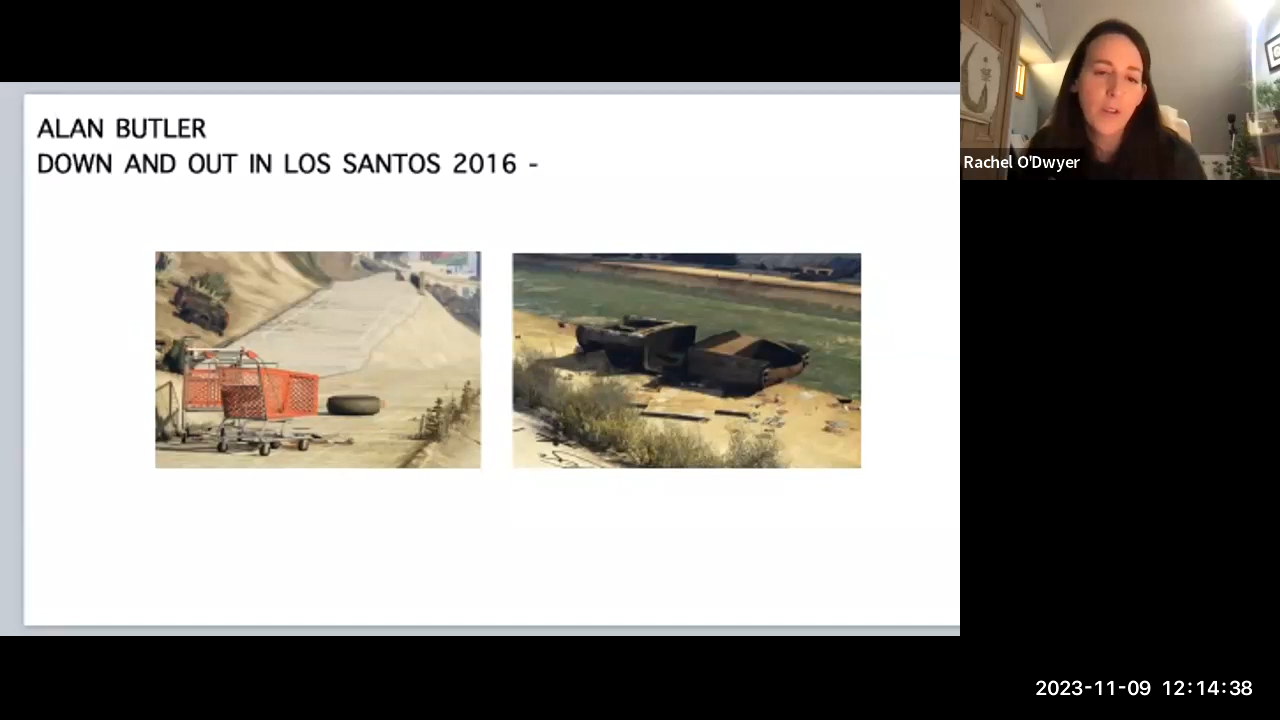 ALAN BUTLER
DOWN AND OUT IN LOS SANTOS 2016 -
Rachel O'Dwyer
2023-11-09 12:14:38